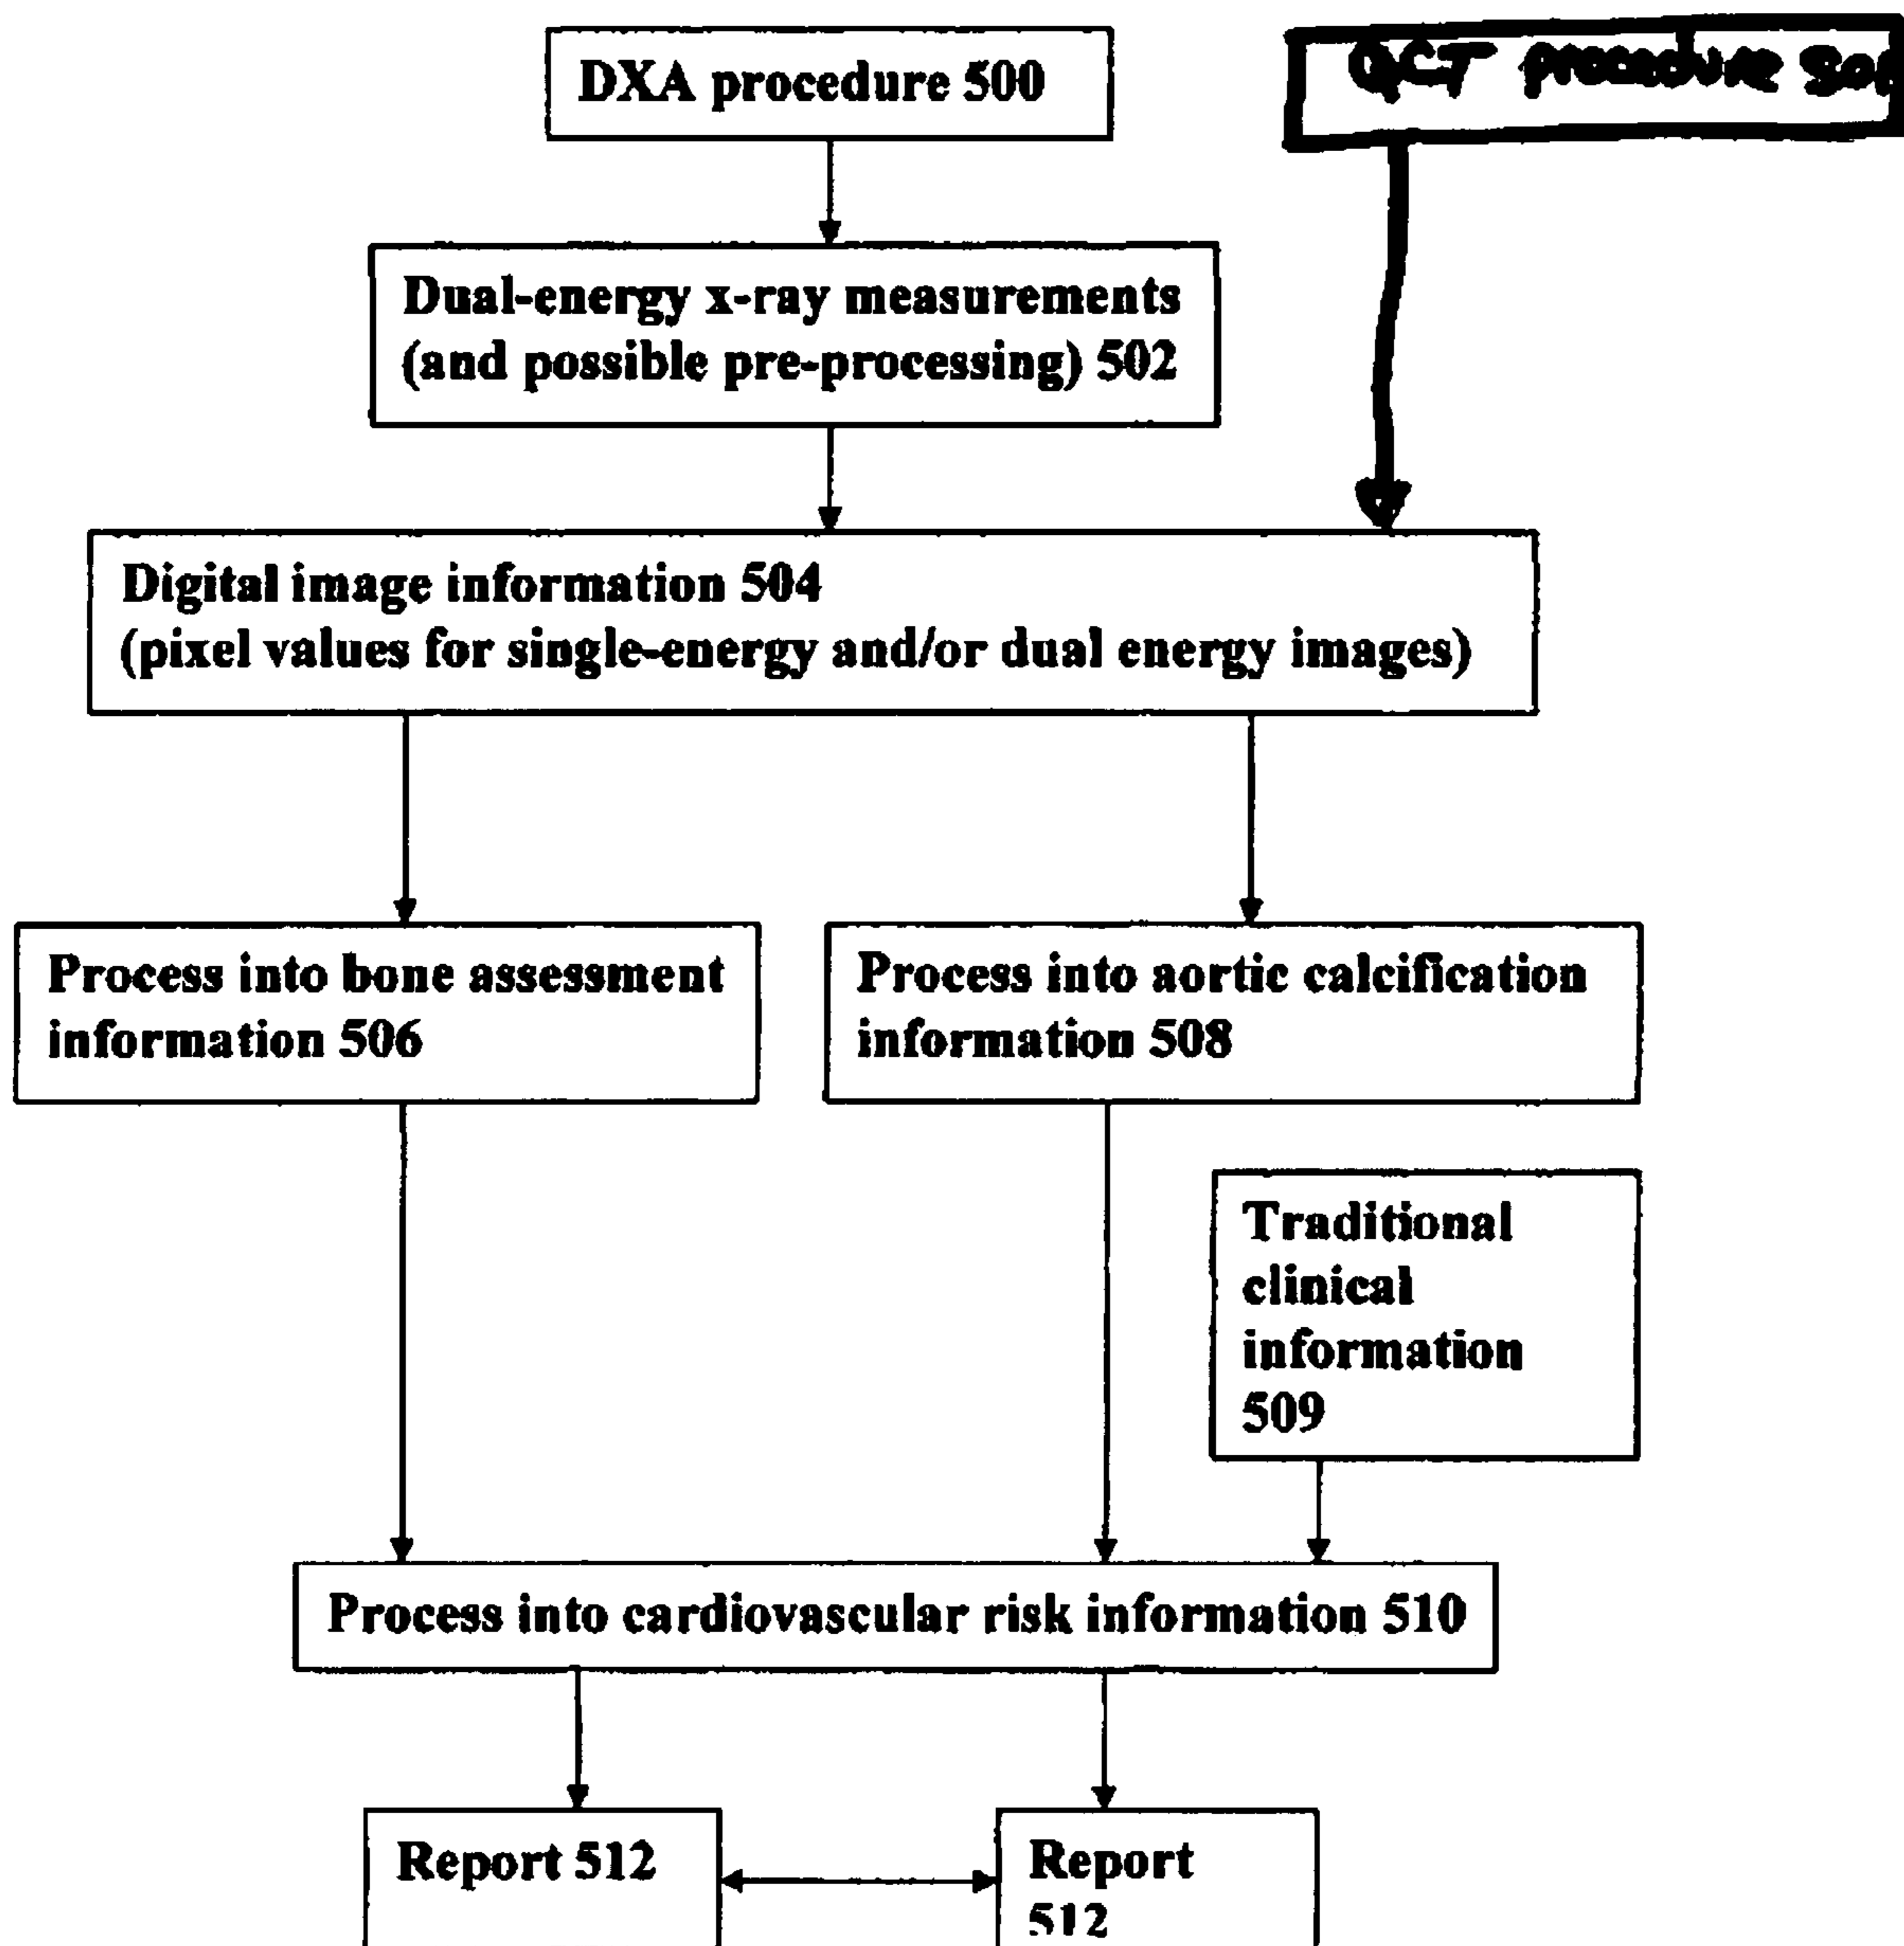 DXA procedure 500
QCT procedure
Dual-energy x-ray measurements
(and possible pre-processing) 502
Digital image information 504
(pixel values for single-energy and/or dual energy images)
Process into bone assessment
information 506
Process into aortic calcification
information 508
Traditional
clinical
information
509
Process into cardiovascular risk information 510
Report 512
Report
512